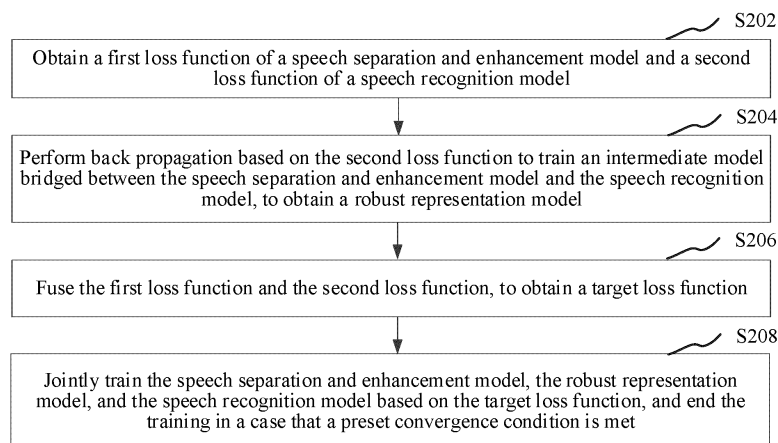 S202
Obtain a first loss function of a speech separation and enhancement model and a second
loss function of a speech recognition model
S204
Perform back propagation based on the second loss function to train an intermediate model
bridged between the speech separation and enhancement model and the speech recognition
model, to obtain a robust representation model
S206
Fuse the first loss function and the second loss function, to obtain a target loss function
S208
Jointly train the speech separation and enhancement model, the robust representation
model, and the speech recognition model based on the target loss function, and end the
training in a case that a preset convergence condition is met